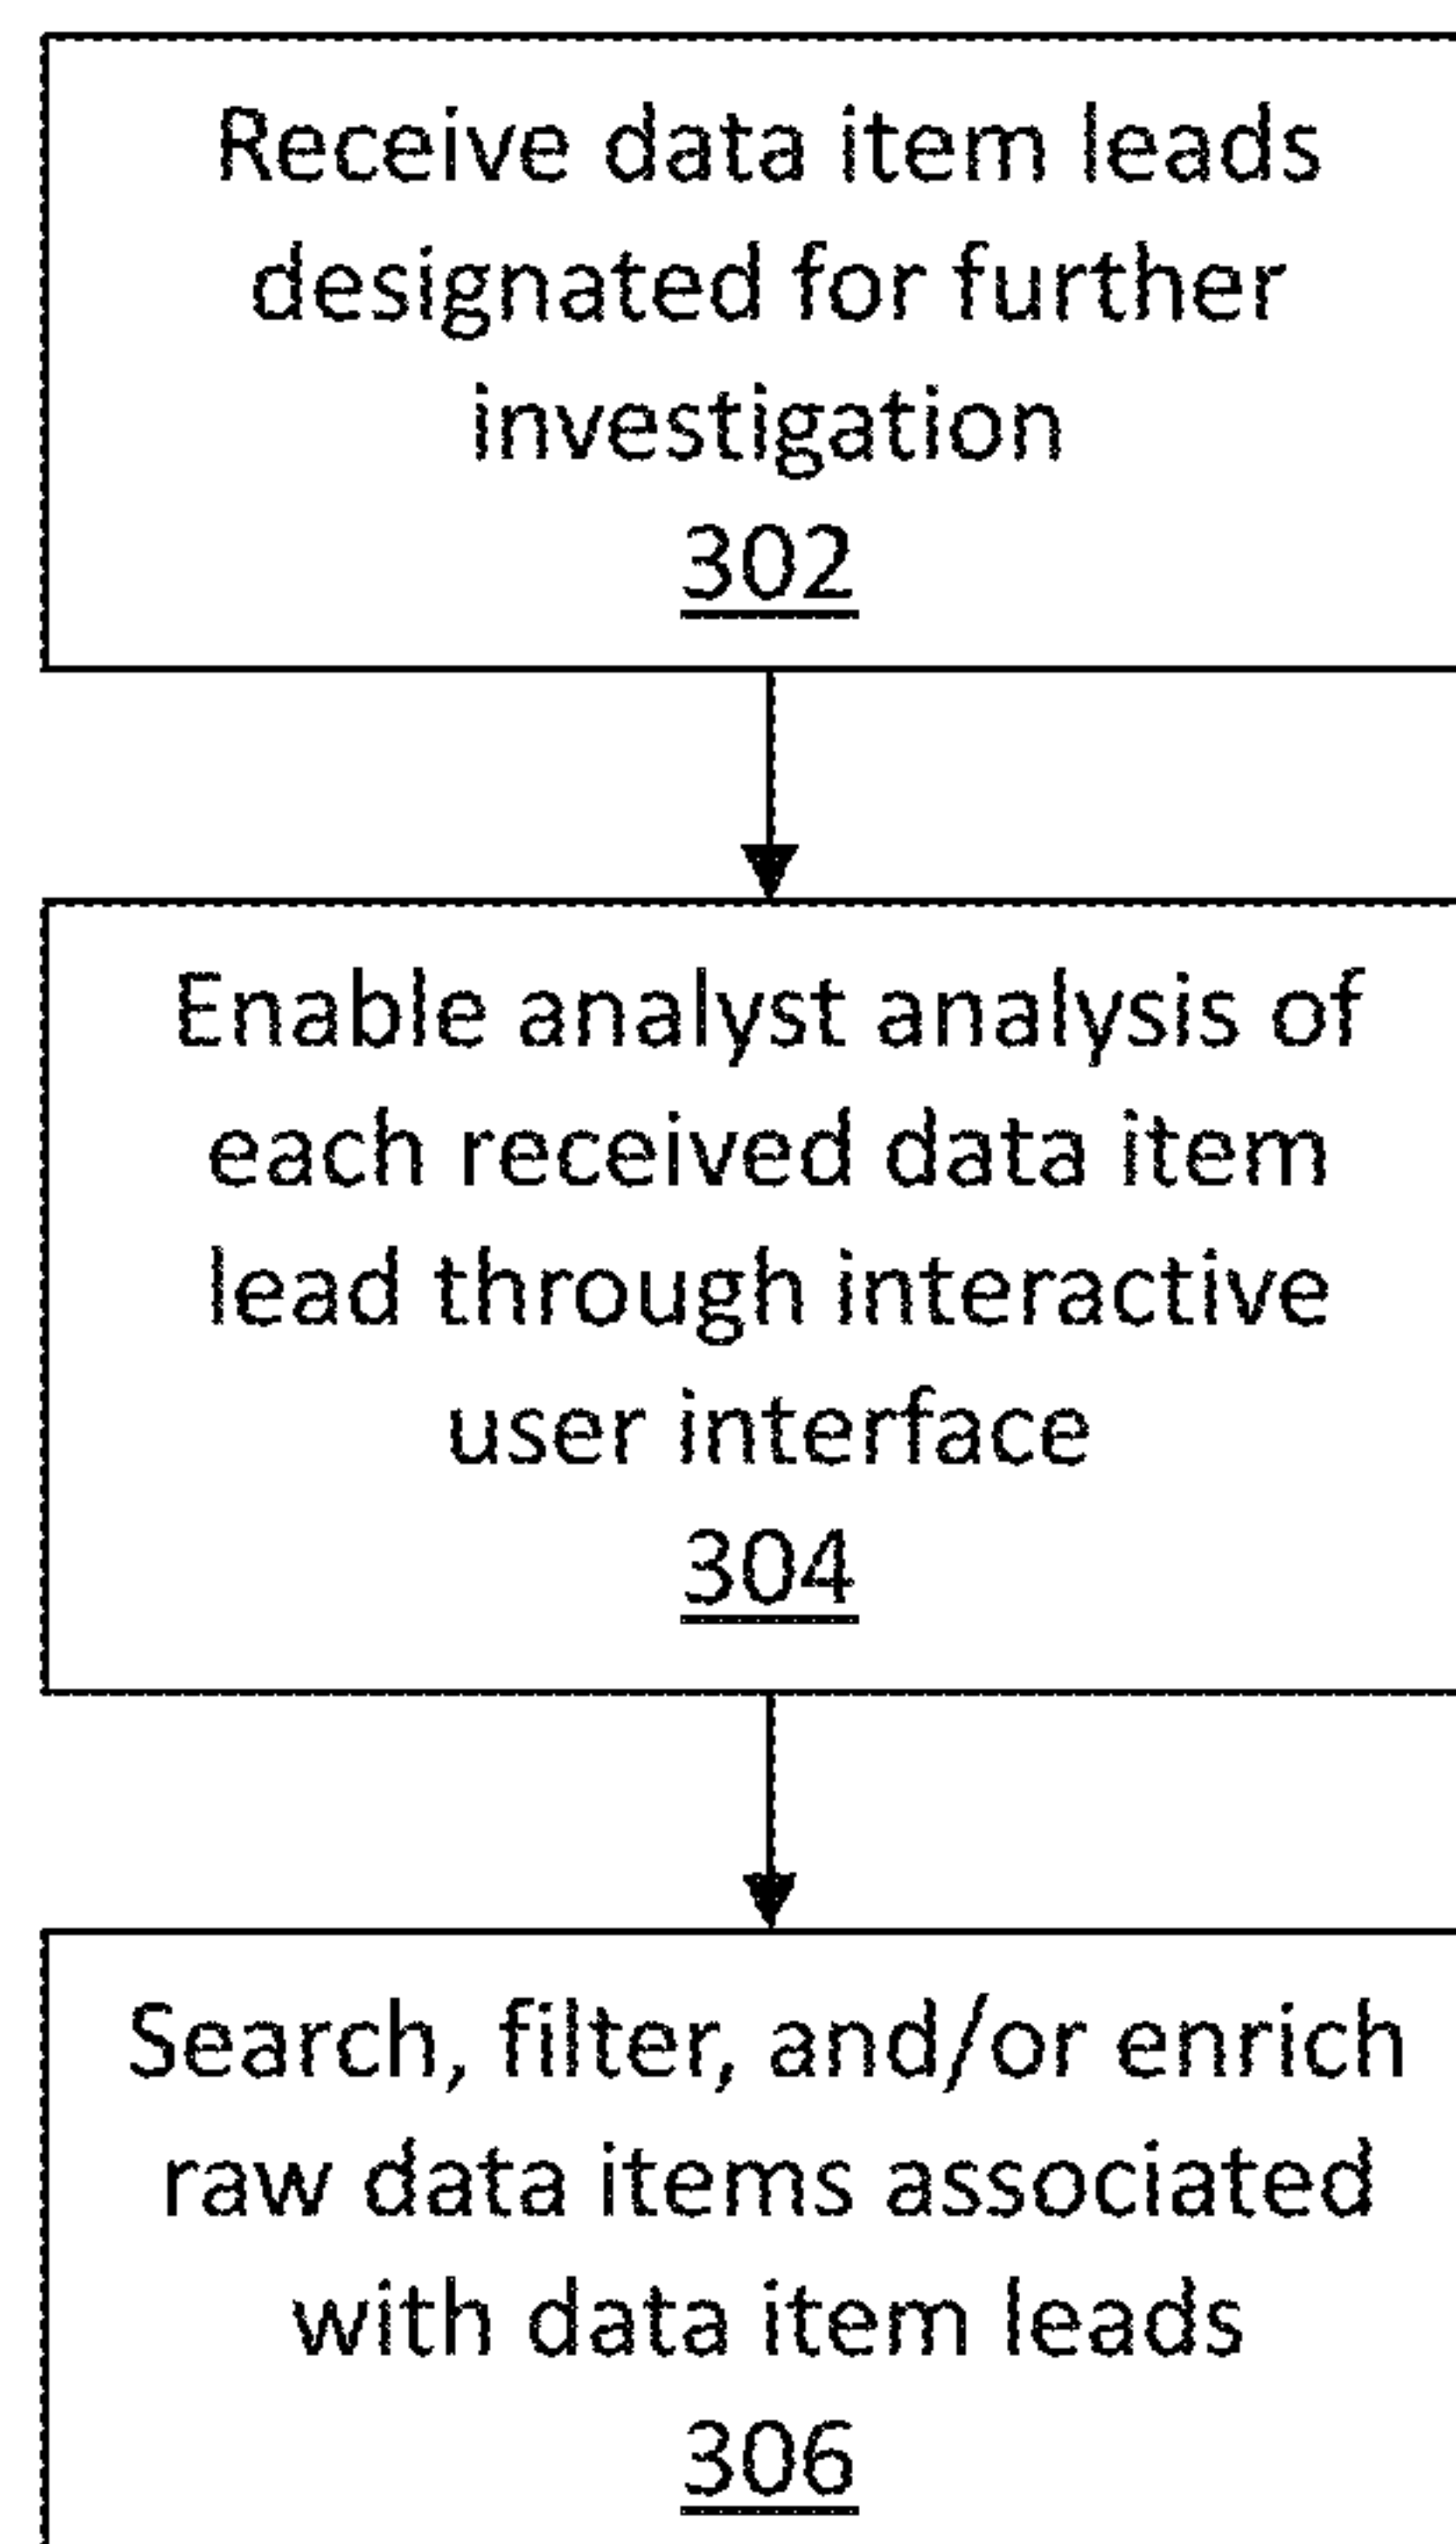 Receive data item leads
designated for further
investigation
302
Enable analyst analysis of
each received data item
lead through interactive
user interface
304
Search, filter, and/or enrich
raw data items associated
with data item leads
306